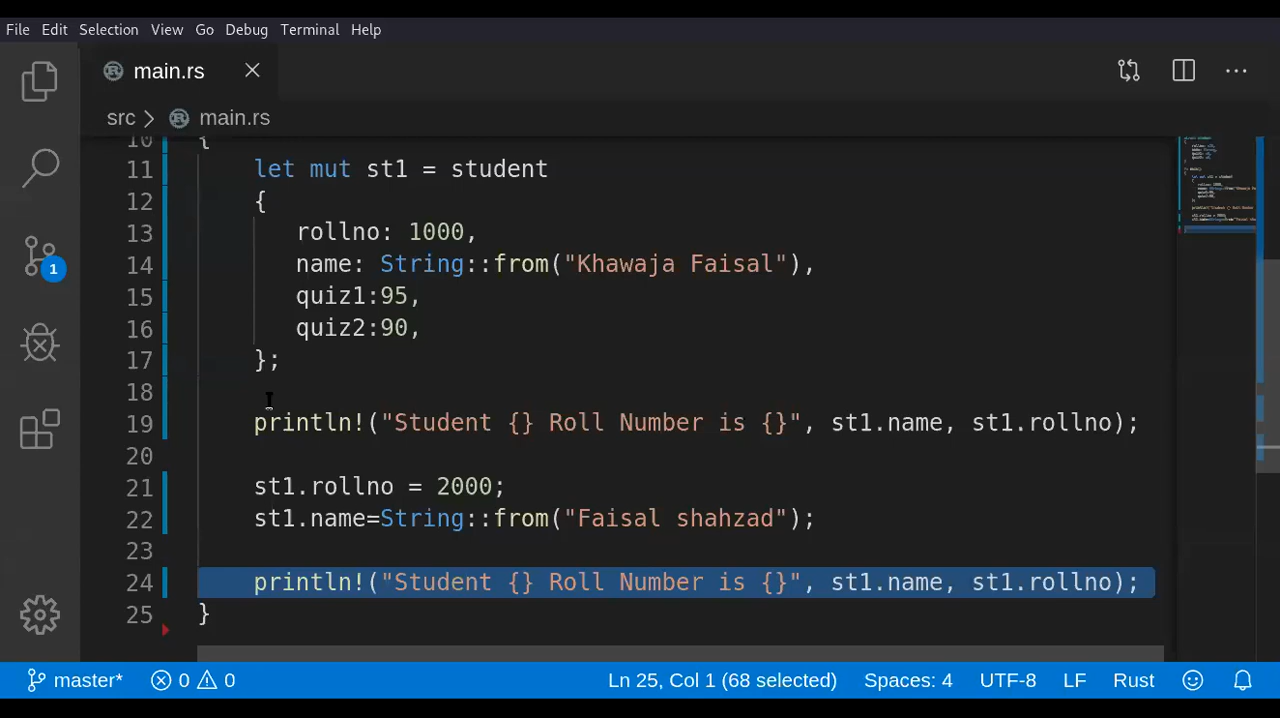 File Edit Selection View Go Debug Terminal Help
main.rs
src > main.rs
10 {
11 let mut st1 = student
12 {
13 rollno: 1000,
14 name: String::from("Khawaja Faisal"),
15 quiz1:95,
16 quiz2:90,
17 };
18
19 println!("Student {} Roll Number is {}", st1.name, st1.rollno);
20
21 st1.rollno = 2000;
22 st1.name=String::from("Faisal shahzad");
23
24 println!("Student {} Roll Number is {}", st1.name, st1.rollno);
25 }
1
master* 0 0 Ln 25, Col 1 (68 selected) Spaces: 4 UTF-8 LF Rust